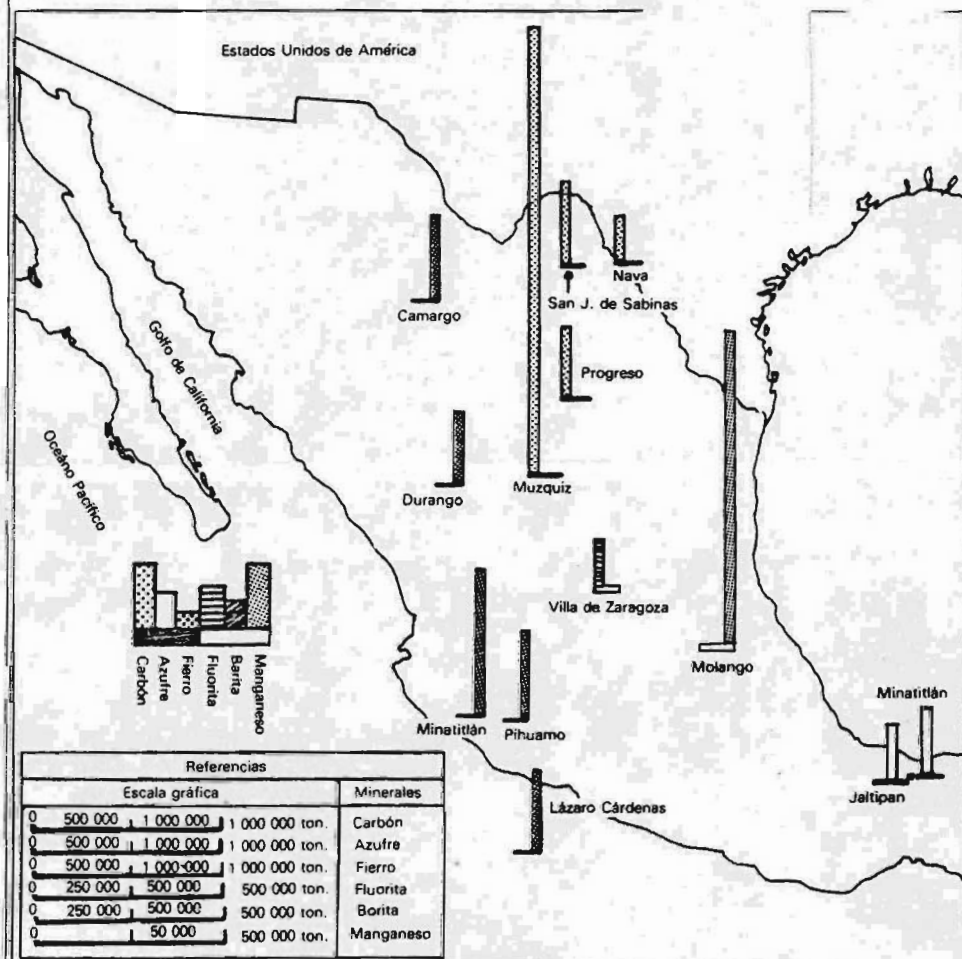 Estados Unidos de América
Nava
San J. de Sabinas
Camargo
Golfo de California
Progreso
Océano Pacífico
Durango
Muzquiz
Villa de Zaragoza
Carbón
Azufre
Fierro
Fluorita
Barita
Manganeso
Molango
Minatitlán
Minatitlán
Pihuamo
Jaltipan
Lázaro Cárdenas
Referencias
Escala gráfica Minerales
0 500 000 1 000 000 1 000 000 ton. Carbón
0 500 000 1 000 000 1 000 000 ton. Azufre
0 500 000 1 000 000 1 000 000 ton. Fierro
0 250 000 500 000 500 000 ton. Fluorita
0 250 000 500 000 500 000 ton. Borita
0 50 000 500 000 ton. Manganeso